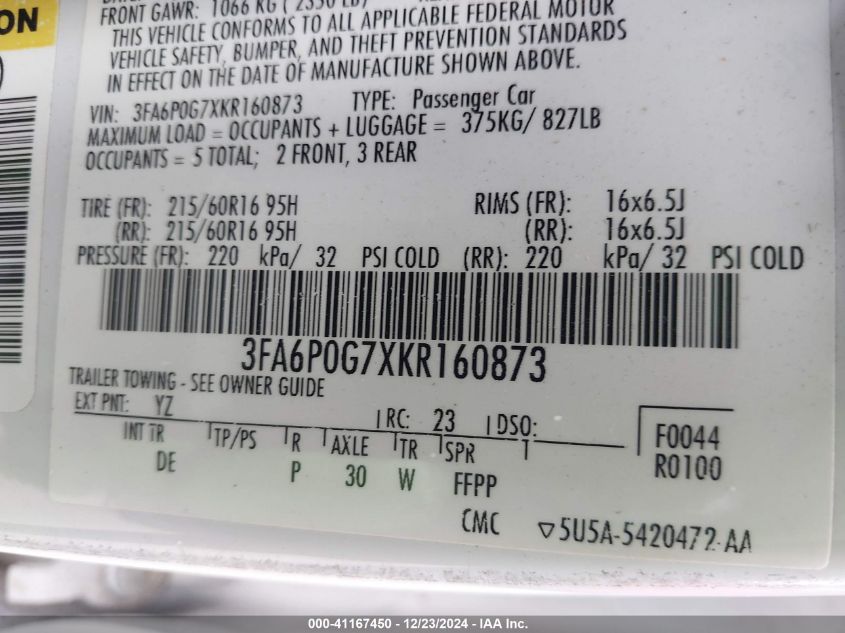 ON
FRONT GAWR: 1066 KG ( 2350 LB)
THIS VEHICLE CONFORMS TO ALL APPLICABLE FEDERAL MOTOR
VEHICLE SAFETY, BUMPER, AND THEFT PREVENTION STANDARDS
IN EFFECT ON THE DATE OF MANUFACTURE SHOWN ABOVE.
VIN: 3FA6P0G7XKR160873 TYPE: Passenger Car
MAXIMUM LOAD = OCCUPANTS + LUGGAGE = 375KG/ 827LB
OCCUPANTS = 5 TOTAL; 2 FRONT, 3 REAR
TIRE (FR): 215/60R16 95H RIMS (FR): 16x6.5J
(RR): 215/60R16 95H (RR): 16x6.5J
PRESSURE (FR): 220 kPa/ 32 PSI COLD (RR): 220 kPa/ 32 PSI COLD
3FA6P0G7XKR160873
TRAILER TOWING - SEE OWNER GUIDE
EXT PNT: YZ RC: 23 DSO:
INT TR TP/PS R AXLE TR SPR F0044
DE P 30 W FFPP R0100
CMC ▽5U5A-5420472-AA
000-41167450 - 12/23/2024 - IAA Inc.